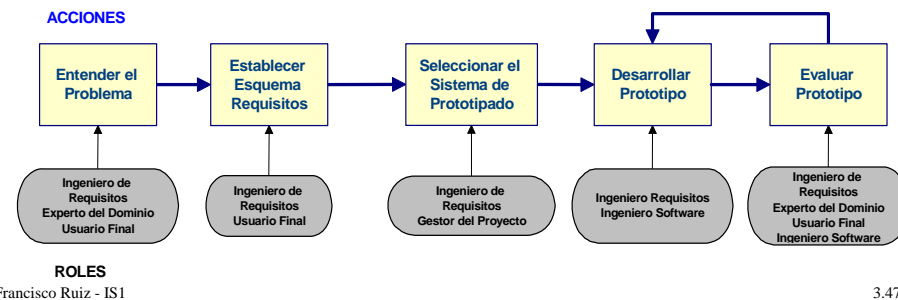 ACCIONES
Entender el
Problema
Establecer
Esquema
Requisitos
Seleccionar el
Sistema de
Prototipado
Desarrollar
Prototipo
Evaluar
Prototipo
Ingeniero de
Requisitos
Experto del Dominio
Usuario Final
Ingeniero de
Requisitos
Usuario Final
Ingeniero de
Requisitos
Gestor del Proyecto
Ingeniero Requisitos
Ingeniero Software
Ingeniero de
Requisitos
Experto del Dominio
Usuario Final
Ingeniero Software
ROLES
Francisco Ruiz - IS1
3.47